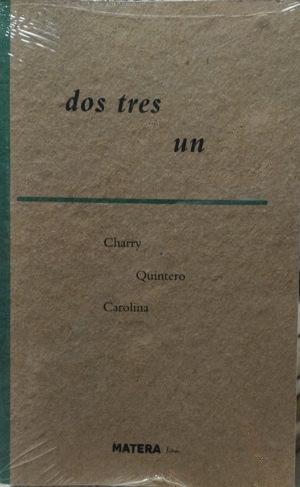 dos tres
un
Charry
Quintero
Carolina
MATERA